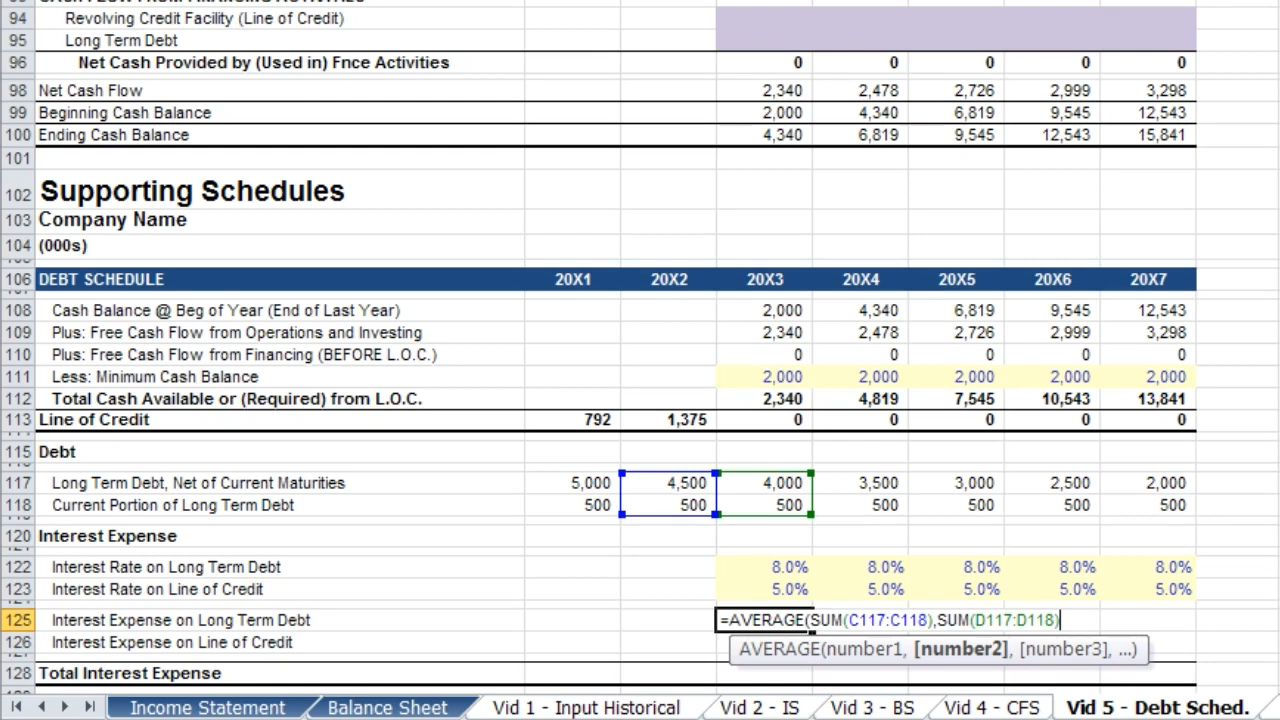 94 Revolving Credit Facility (Line of Credit)
95 Long Term Debt
96 Net Cash Provided by (Used in) Fnce Activities 0 0 0 0 0
98 Net Cash Flow 2,340 2,478 2,726 2,999 3,298
99 Beginning Cash Balance 2,000 4,340 6,819 9,545 12,543
100 Ending Cash Balance 4,340 6,819 9,545 12,543 15,841
101
102 Supporting Schedules
103 Company Name
104 (000s)
106 DEBT SCHEDULE 20X1 20X2 20X3 20X4 20X5 20X6 20X7
108 Cash Balance @ Beg of Year (End of Last Year) 2,000 4,340 6,819 9,545 12,543
109 Plus: Free Cash Flow from Operations and Investing 2,340 2,478 2,726 2,999 3,298
110 Plus: Free Cash Flow from Financing (BEFORE L.O.C.) 0 0 0 0 0
111 Less: Minimum Cash Balance 2,000 2,000 2,000 2,000 2,000
112 Total Cash Available or (Required) from L.O.C. 2,340 4,819 7,545 10,543 13,841
113 Line of Credit 792 1,375 0 0 0 0 0
115 Debt
117 Long Term Debt, Net of Current Maturities 5,000 4,500 4,000 3,500 3,000 2,500 2,000
118 Current Portion of Long Term Debt 500 500 500 500 500 500 500
120 Interest Expense
122 Interest Rate on Long Term Debt 8.0% 8.0% 8.0% 8.0% 8.0%
123 Interest Rate on Line of Credit 5.0% 5.0% 5.0% 5.0% 5.0%
125 Interest Expense on Long Term Debt =AVERAGE(SUM(C117:C118),SUM(D117:D118)
126 Interest Expense on Line of Credit
AVERAGE(number1, [number2], [number3], ...)
128 Total Interest Expense
Income Statement Balance Sheet Vid 1 - Input Historical Vid 2 - IS Vid 3 - BS Vid 4 - CFS Vid 5 - Debt Sched.